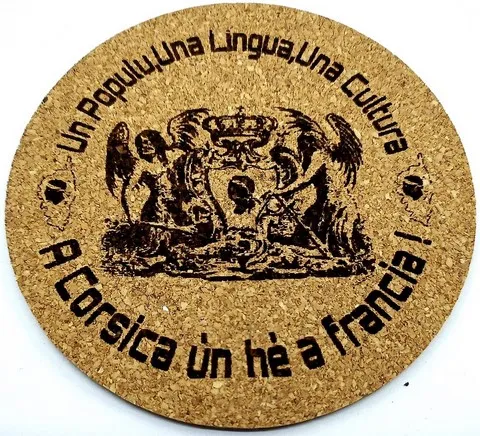 Un Populu,Una Lingua,Una Cultura
A Corsica ùn hè a francia !